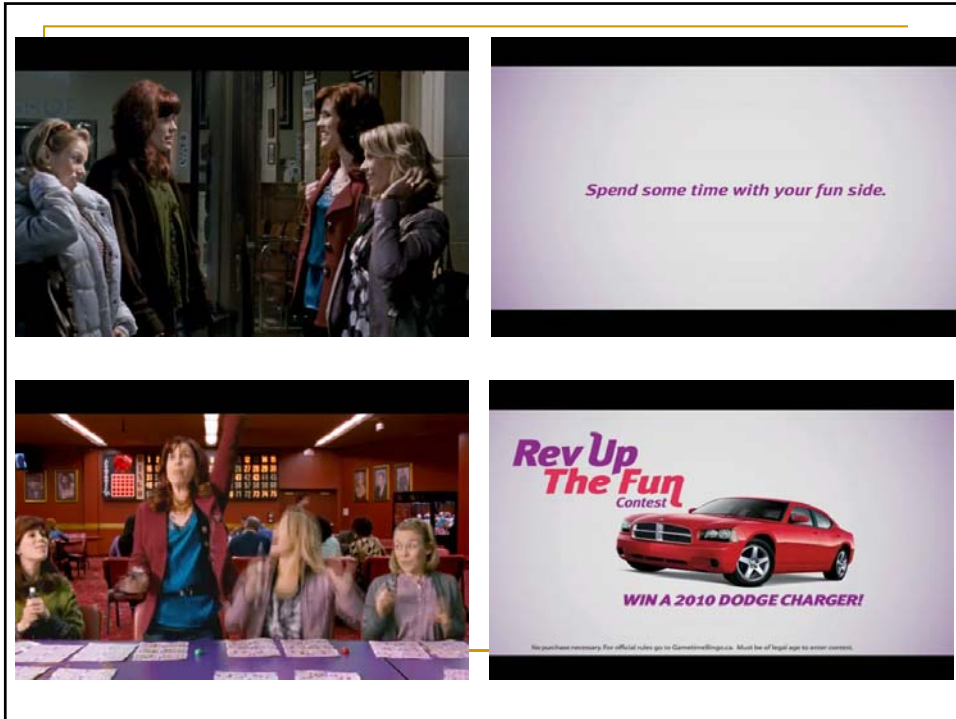 Spend some time with your fun side.
Rev Up
The Fun
Contest
WIN A 2010 DODGE CHARGER!
No purchase necessary. For official rules go to GametimeBingo.ca. Must be of legal age to enter contest.